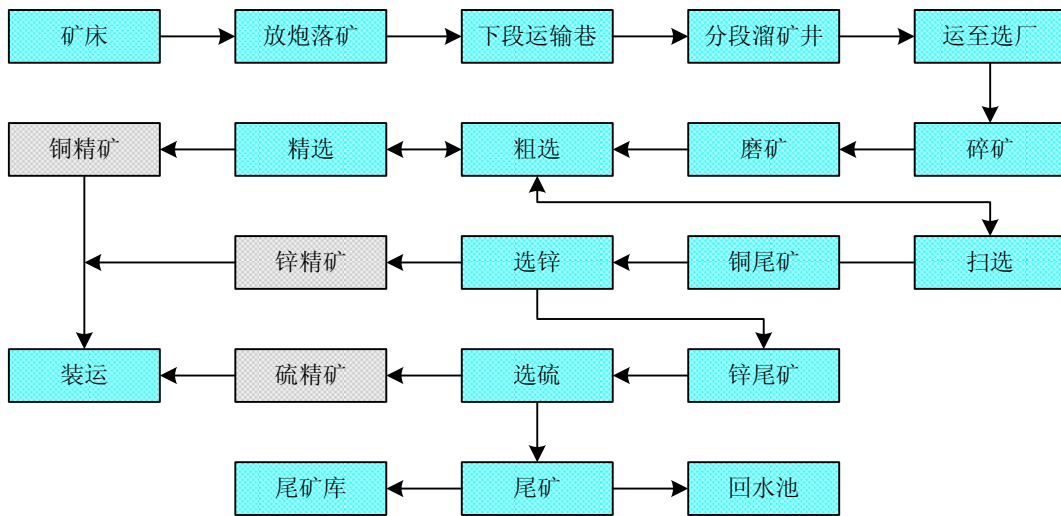 矿床
放炮落矿
下段运输巷
分段溜矿井
运至选厂
铜精矿
精选
粗选
磨矿
碎矿
锌精矿
选锌
铜尾矿
扫选
装运
硫精矿
选硫
锌尾矿
尾矿库
尾矿
回水池